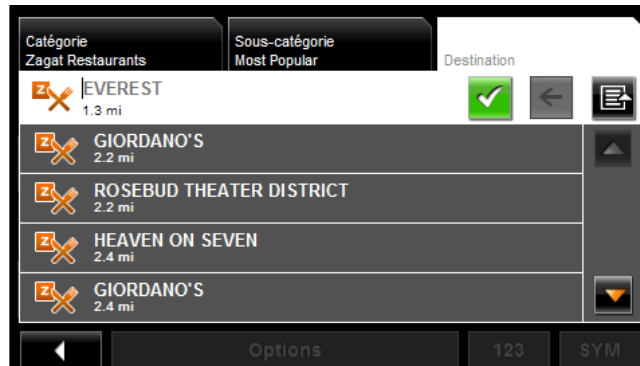 Catégorie
Zagat Restaurants
Sous-catégorie
Most Popular
Destination
EVEREST
1.3 mi
GIORDANO'S
2.2 mi
ROSEBUD THEATER DISTRICT
2.2 mi
HEAVEN ON SEVEN
2.4 mi
GIORDANO'S
2.4 mi
Options 123 SYM